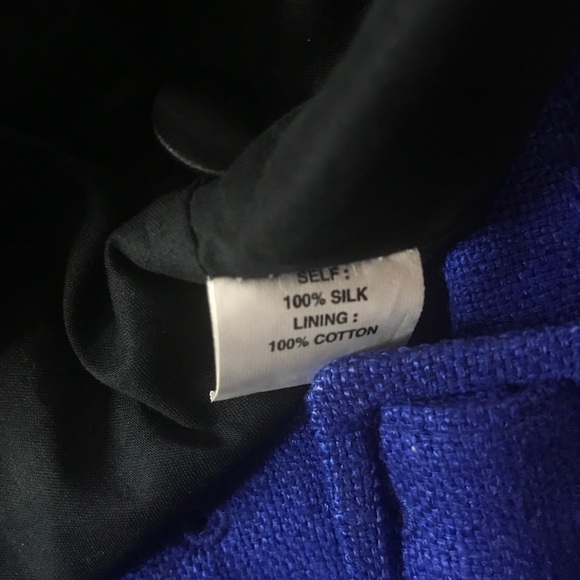 SELF :
100% SILK
LINING :
100% COTTON